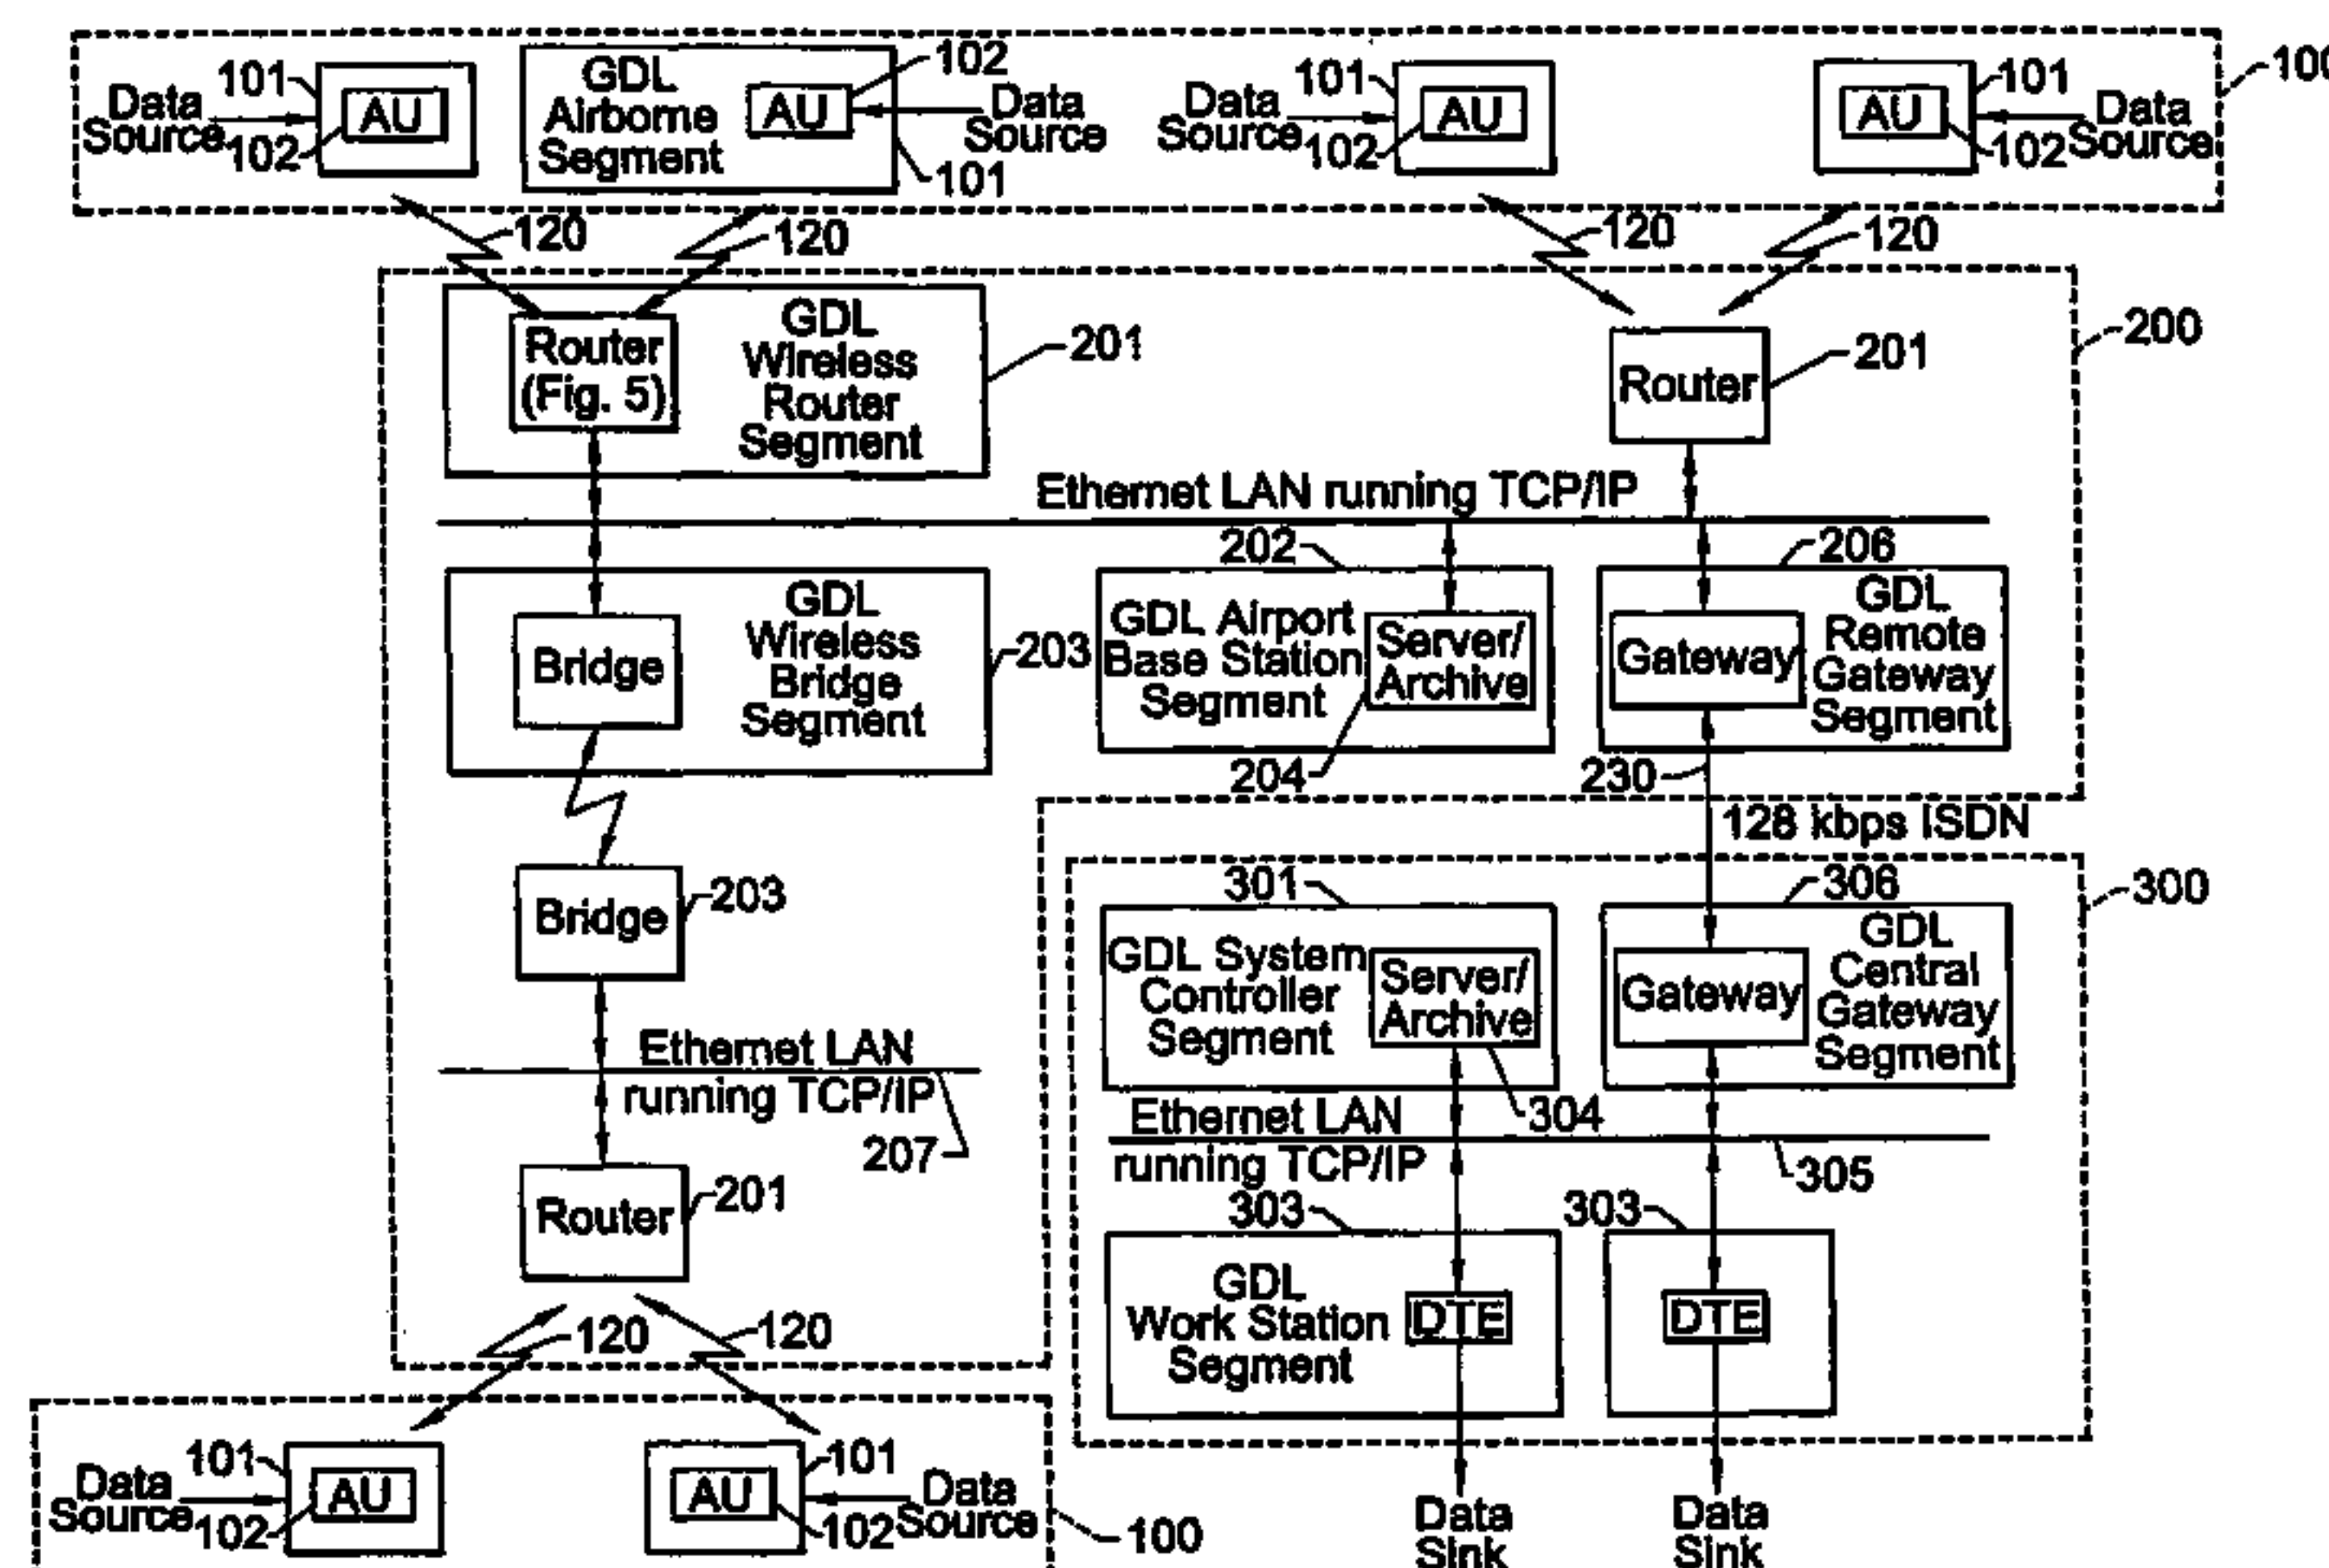 101
Data
Source
102
AU
GDL
Airborne
Segment
AU
102
Data
Source
101
Data
Source
101
102
AU
AU
101
102
Data
Source
100
120
120
120
120
Router
(Fig. 5)
GDL
Wireless
Router
Segment
201
Router
201
200
Ethernet LAN running TCP/IP
Bridge
GDL
Wireless
Bridge
Segment
203
202
GDL Airport
Base Station
Segment
Server/
Archive
204
206
Gateway
GDL
Remote
Gateway
Segment
230
128 kbps ISDN
Bridge
203
Ethernet LAN
running TCP/IP
207
Router
201
120
120
301
GDL System
Controller
Segment
Server/
Archive
304
306
Gateway
GDL
Central
Gateway
Segment
300
Ethernet LAN
running TCP/IP
305
303
GDL
Work Station
Segment
DTE
303
DTE
Data
Sink
Data
Sink
101
Data
Source
102
AU
AU
101
102
Data
Source
100